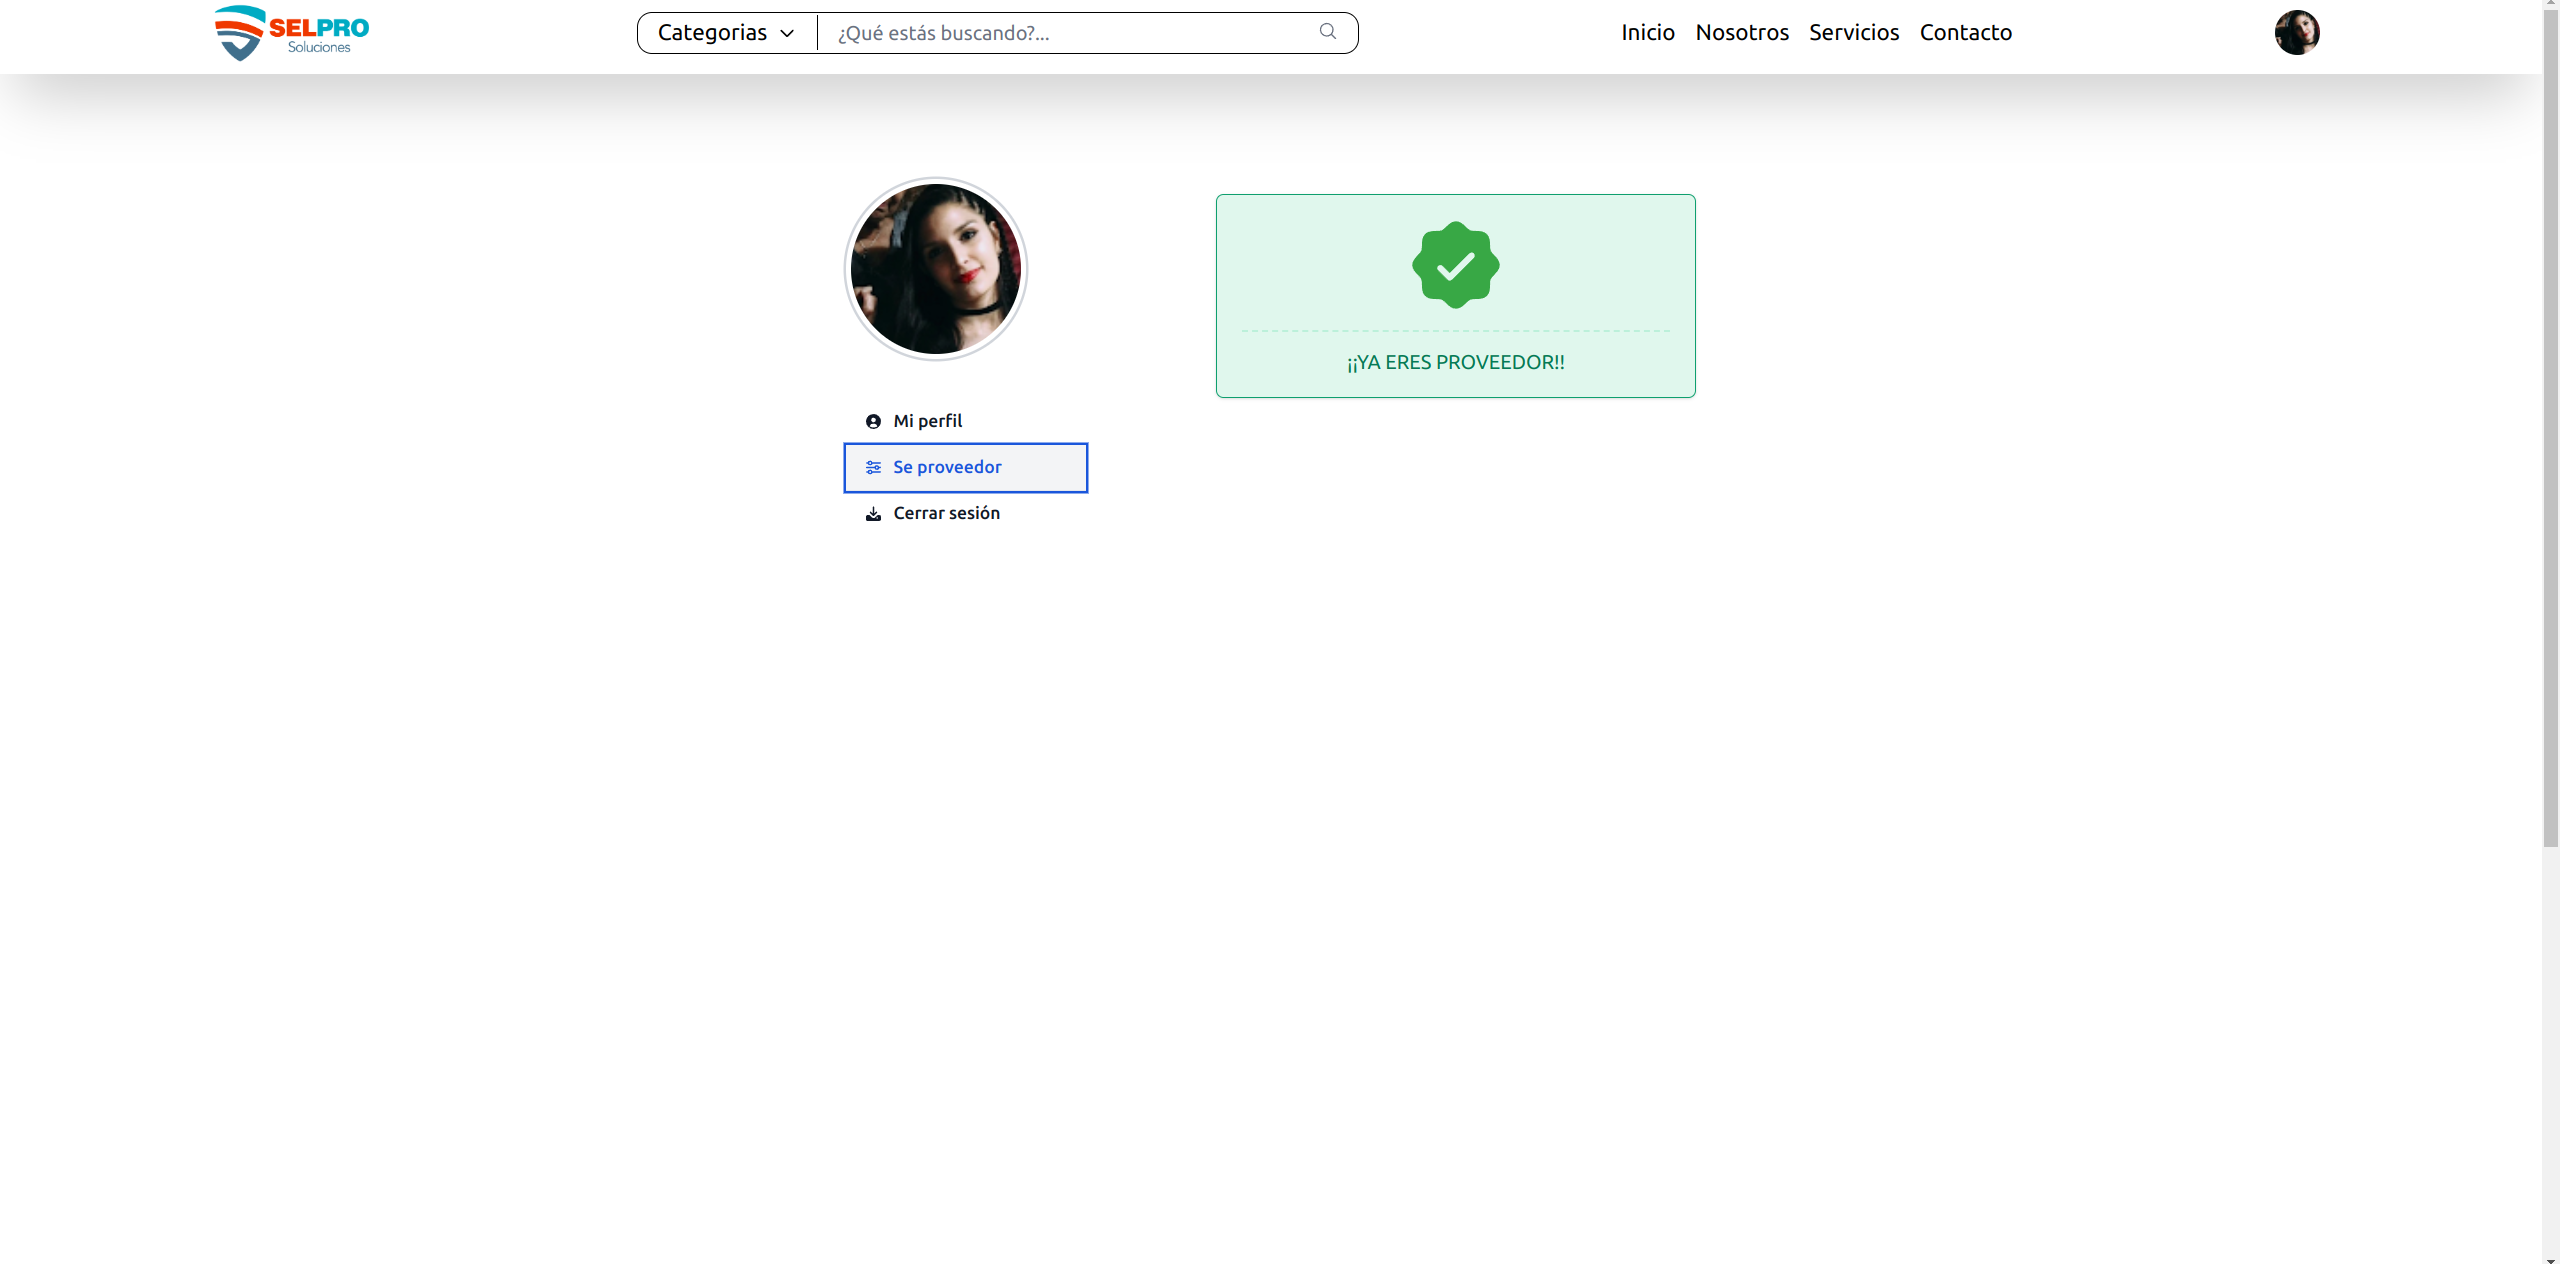 SELPRO
Soluciones
Categorias
¿Qué estás buscando?...
Inicio
Nosotros
Servicios
Contacto
¡¡YA ERES PROVEEDOR!!
Mi perfil
Se proveedor
Cerrar sesión